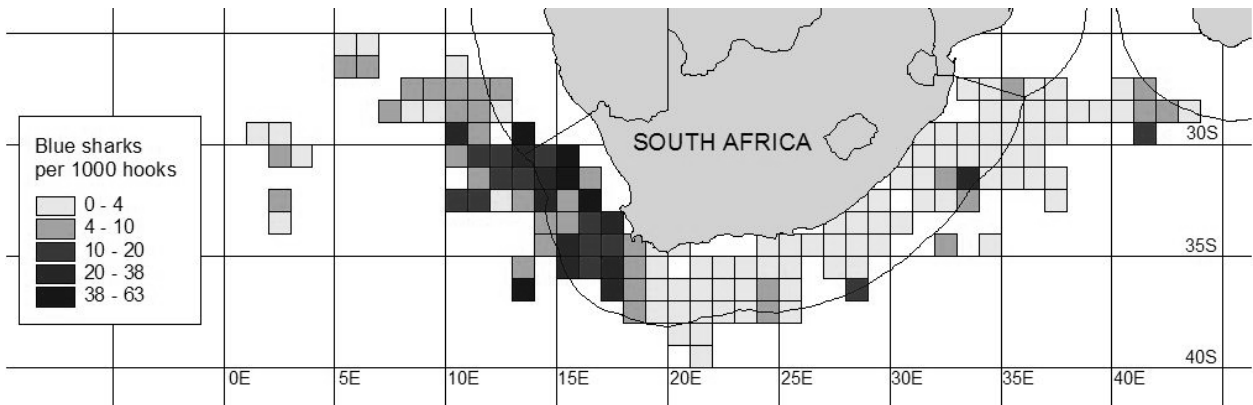 SOUTH AFRICA
30S
Blue sharks
per 1000 hooks
0 - 4
4 - 10
10 - 20
20 - 38
38 - 63
35S
40S
0E 5E 10E 15E 20E 25E 30E 35E 40E